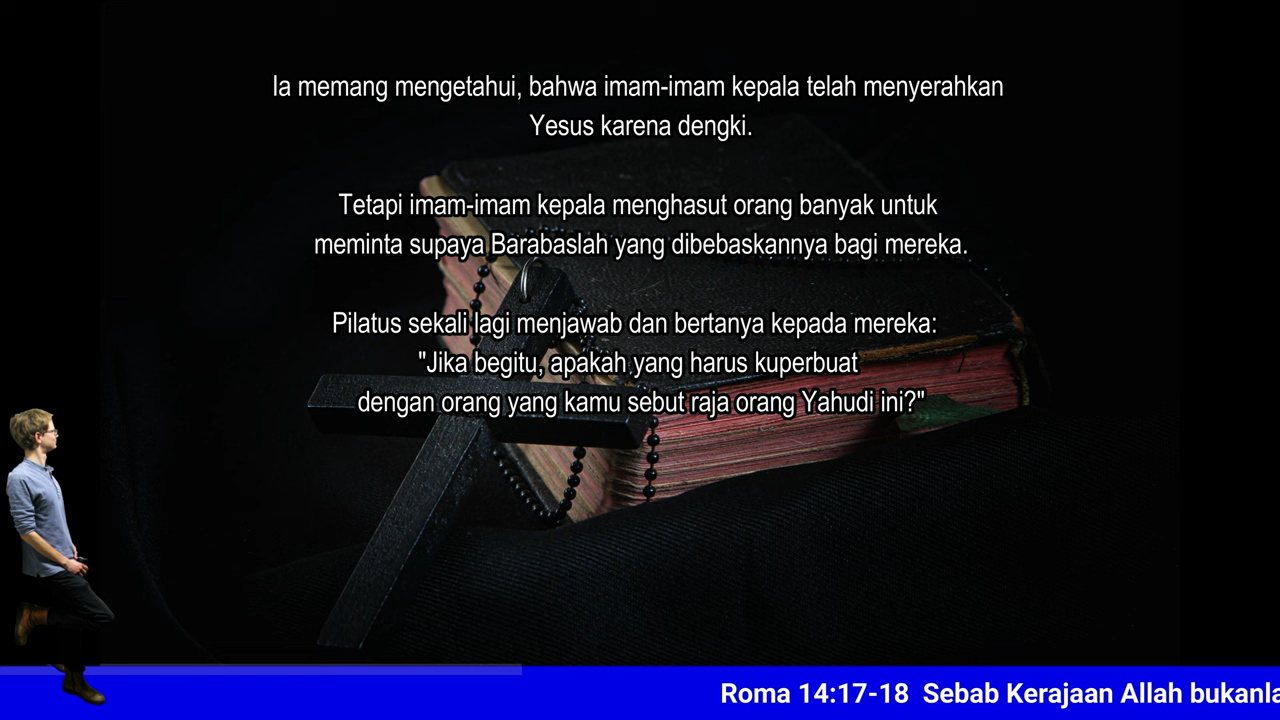 Ia memang mengetahui, bahwa imam-imam kepala telah menyerahkan
Yesus karena dengki.
Tetapi imam-imam kepala menghasut orang banyak untuk
meminta supaya Barabaslah yang dibebaskannya bagi mereka.
Pilatus sekali lagi menjawab dan bertanya kepada mereka:
"Jika begitu, apakah yang harus kuperbuat
dengan orang yang kamu sebut raja orang Yahudi ini?"
Roma 14:17-18 Sebab Kerajaan Allah bukanla